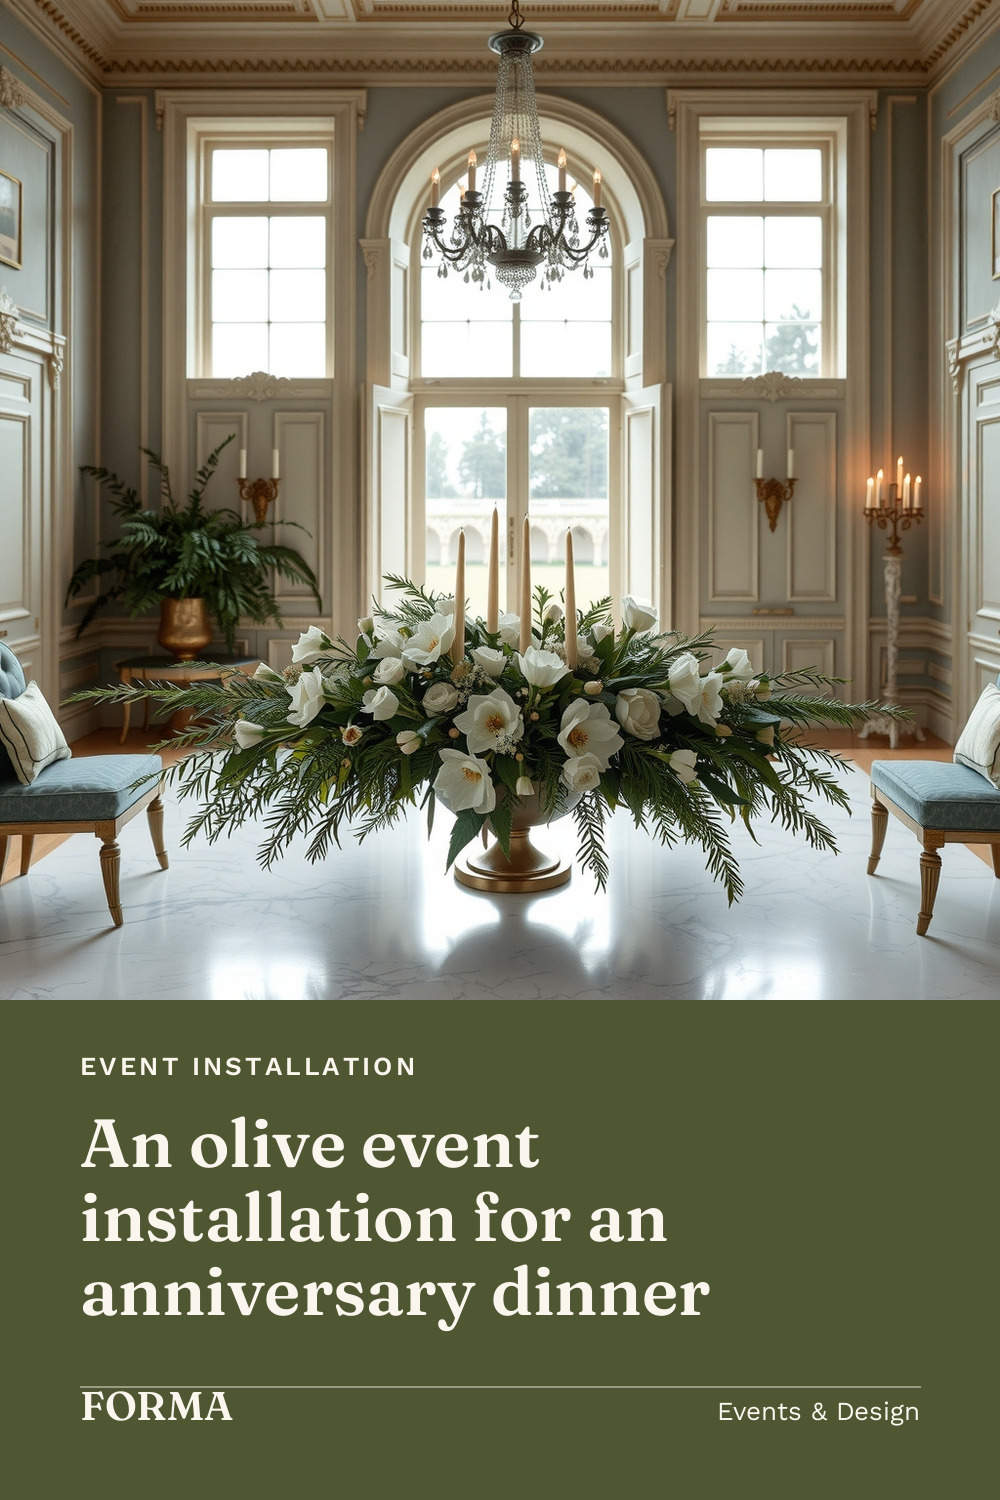 EVENT INSTALLATION
An olive event
installation for an
anniversary dinner
FORMA
Events & Design